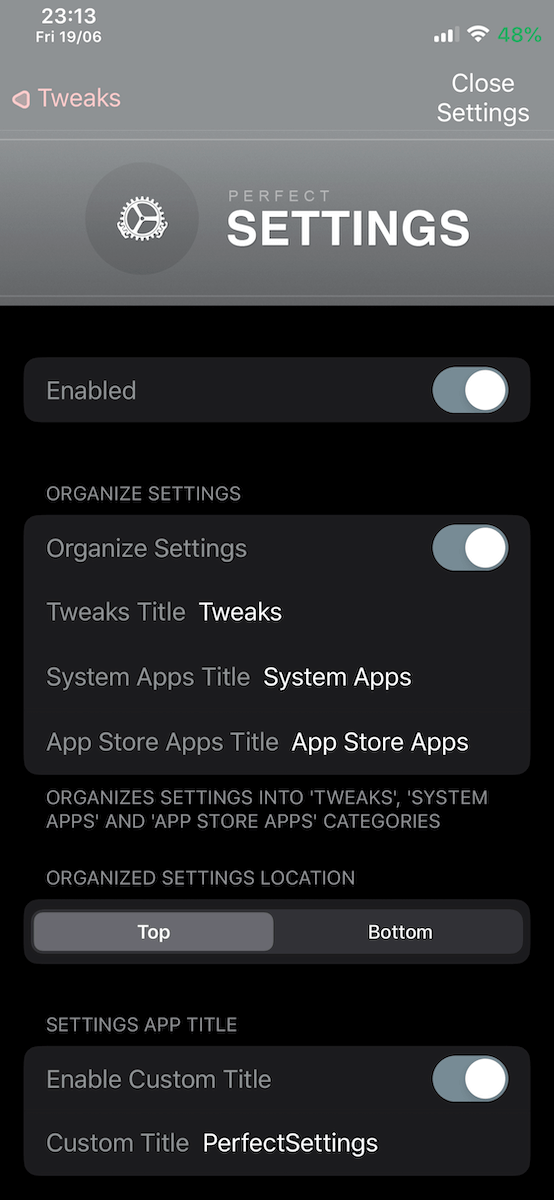 23:13
Fri 19/06
48%
Tweaks
Close
Settings
PERFECT
SETTINGS
Enabled
ORGANIZE SETTINGS
Organize Settings
Tweaks Title Tweaks
System Apps Title System Apps
App Store Apps Title App Store Apps
ORGANIZES SETTINGS INTO 'TWEAKS', 'SYSTEM
APPS' AND 'APP STORE APPS' CATEGORIES
ORGANIZED SETTINGS LOCATION
Top
Bottom
SETTINGS APP TITLE
Enable Custom Title
Custom Title PerfectSettings